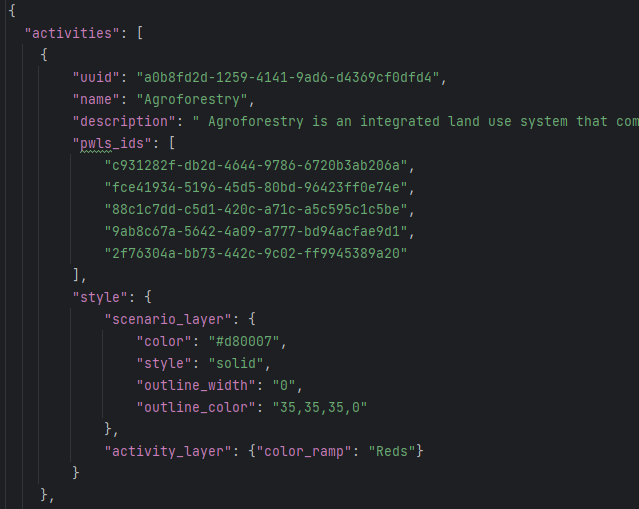 {
"activities": [
{
"uuid": "a0b8fd2d-1259-4141-9ad6-d4369cf0dfd4",
"name": "Agroforestry",
"description": " Agroforestry is an integrated land use system that com
"pwls_ids": [
"c931282f-db2d-4644-9786-6720b3ab206a",
"fce41934-5196-45d5-80bd-96423ff0e74e",
"88c1c7dd-c5d1-420c-a71c-a5c595c1c5be",
"9ab8c67a-5642-4a09-a777-bd94acfae9d1",
"2f76304a-bb73-442c-9c02-ff9945389a20"
],
"style": {
"scenario_layer": {
"color": "#d80007",
"style": "solid",
"outline_width": "0",
"outline_color": "35,35,35,0"
},
"activity_layer": {"color_ramp": "Reds"}
}
},